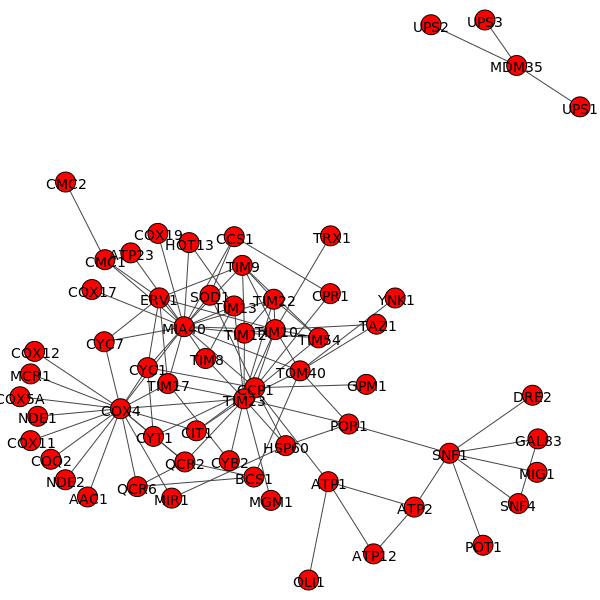 UPS2
UPS3
MDM35
UPS1
CMC2
COX19
HOT13
CCS1
TRX1
ATP23
CMC1
TIM9
COX17
ERV1
SOD1
TIM13
TIM22
CPR1
YNK1
MIA40
TIM12
TIM10
TIM54
TAZ1
CYC7
COX12
TIM8
CYC1
TOM40
MCR1
TIM17
CCP1
GPM1
COX5A
TIM23
NDE1
COX4
DRE2
COX11
CYT1
CIT1
POR1
GAL83
COQ2
QCR2
CYB2
HSP60
SNF1
MIG1
NDE2
BCS1
ATP1
AAC1
QCR6
MIR1
MGM1
ATP2
SNF4
ATP12
POT1
OLI1